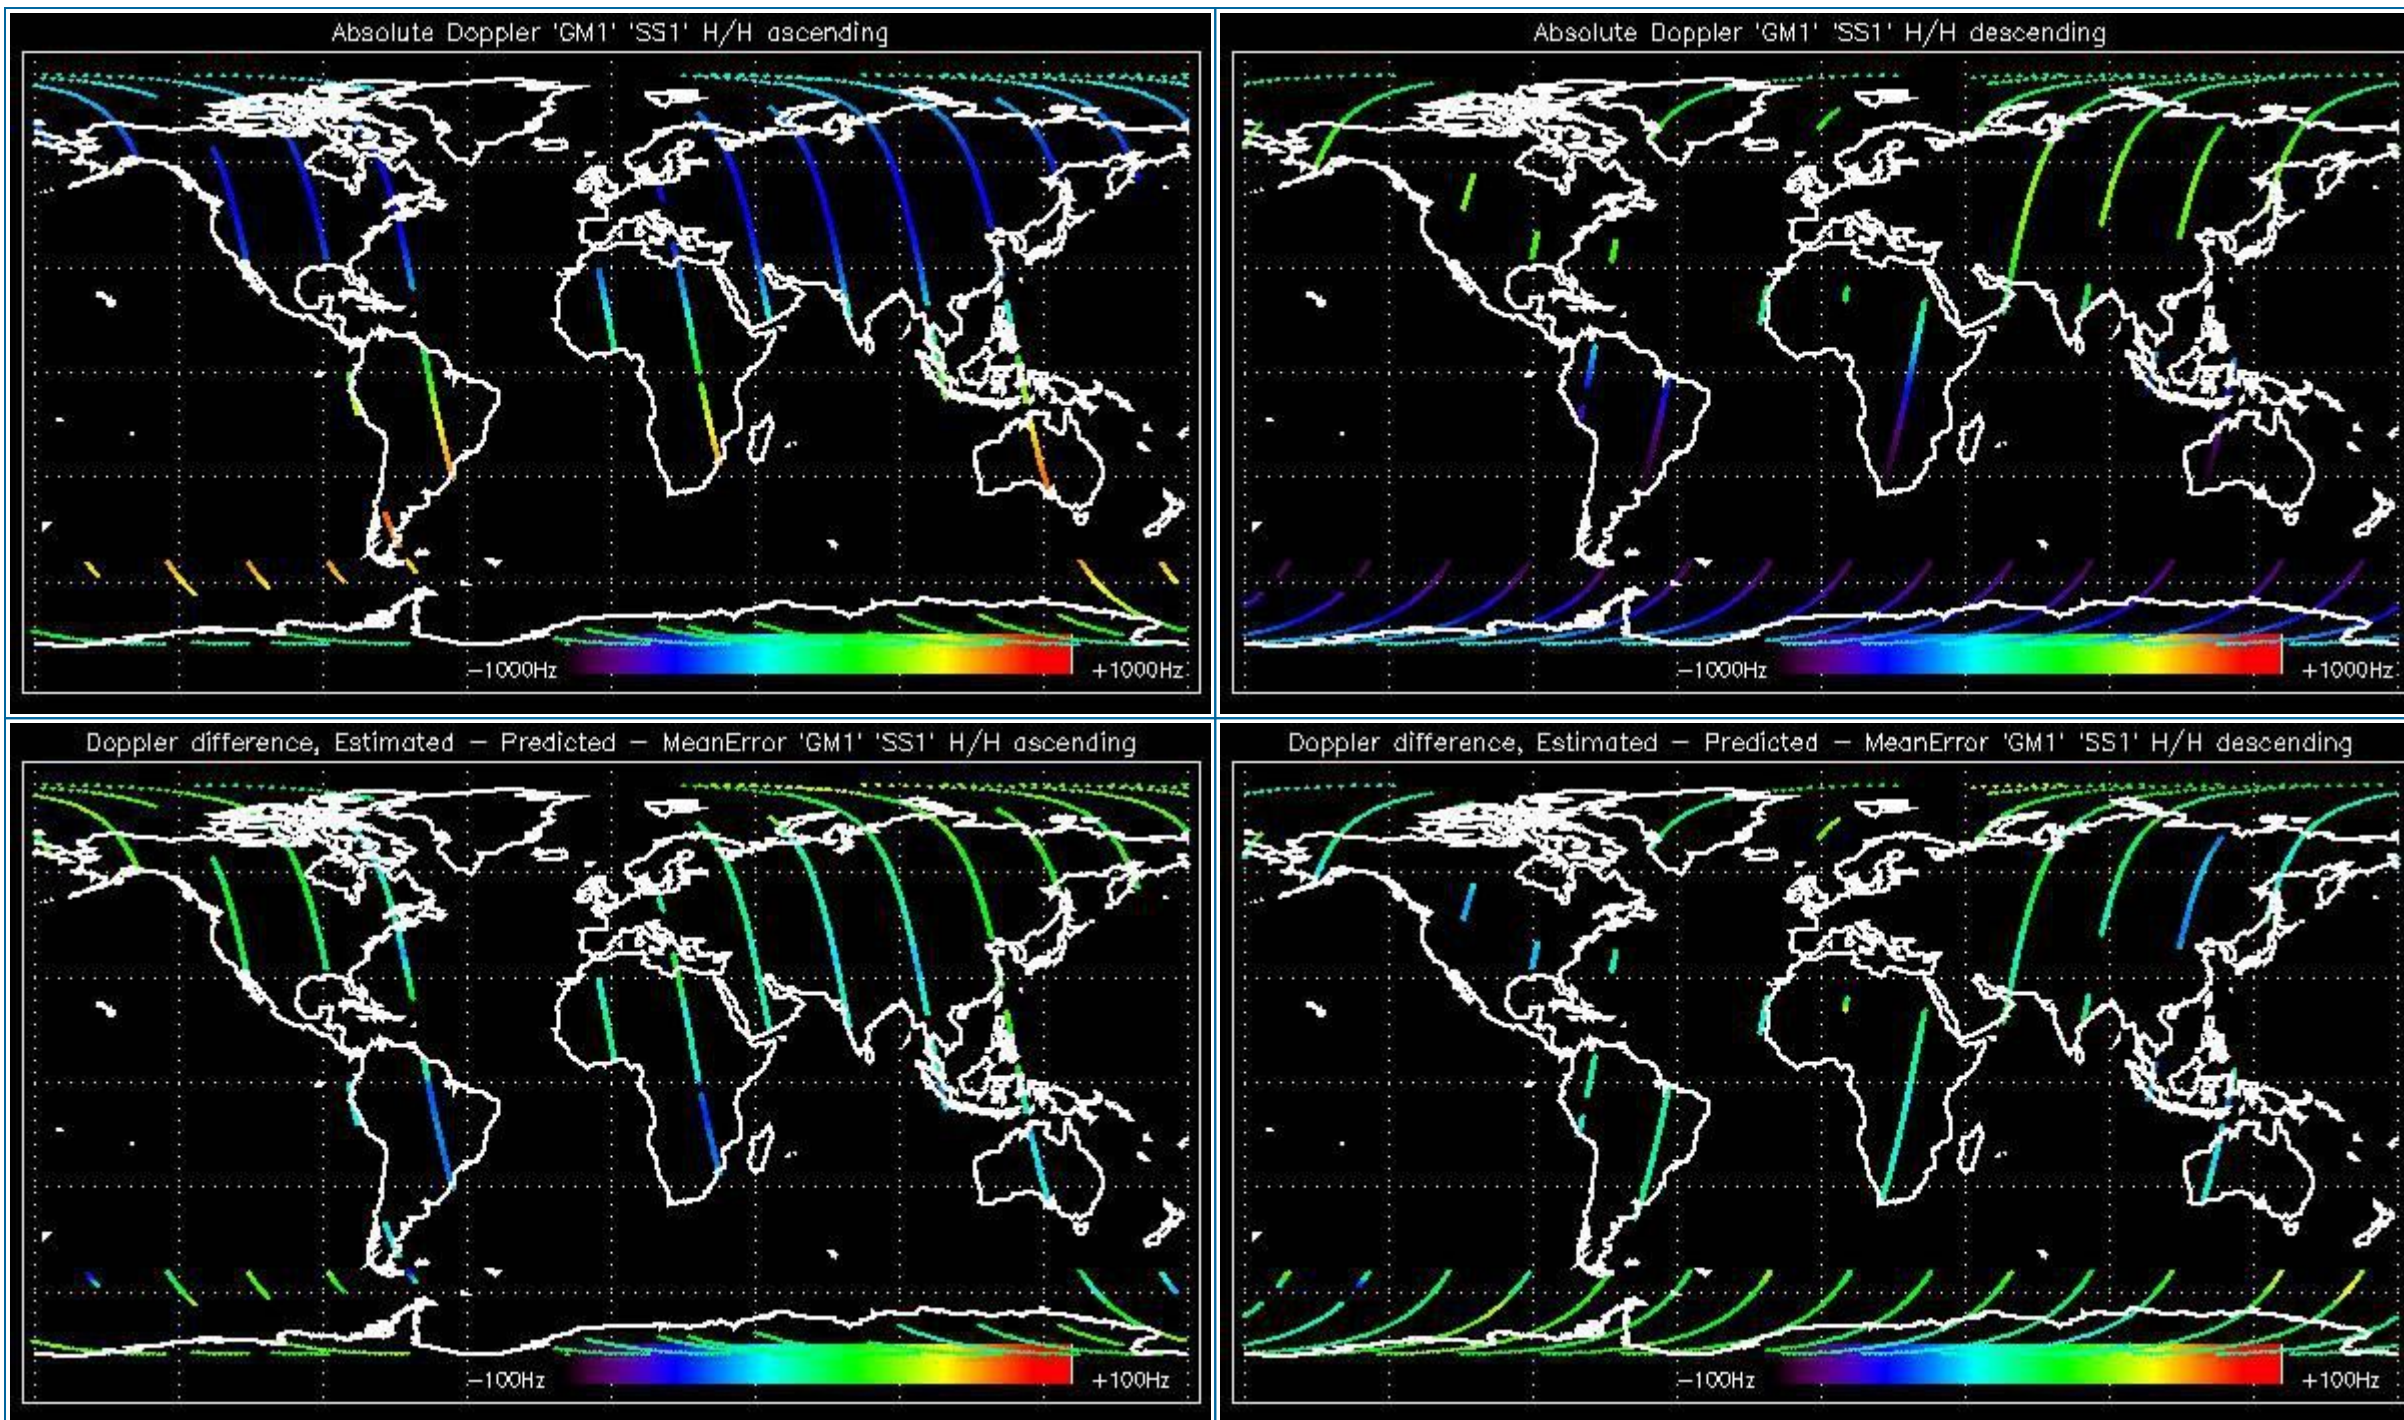 Absolute Doppler 'GM1' 'SS1' H/H ascending
−1000Hz
+1000Hz
Absolute Doppler 'GM1' 'SS1' H/H descending
−1000Hz
+1000Hz
Doppler difference, Estimated − Predicted − MeanError 'GM1' 'SS1' H/H ascending
−100Hz
+100Hz
Doppler difference, Estimated − Predicted − MeanError 'GM1' 'SS1' H/H descending
−100Hz
+100Hz